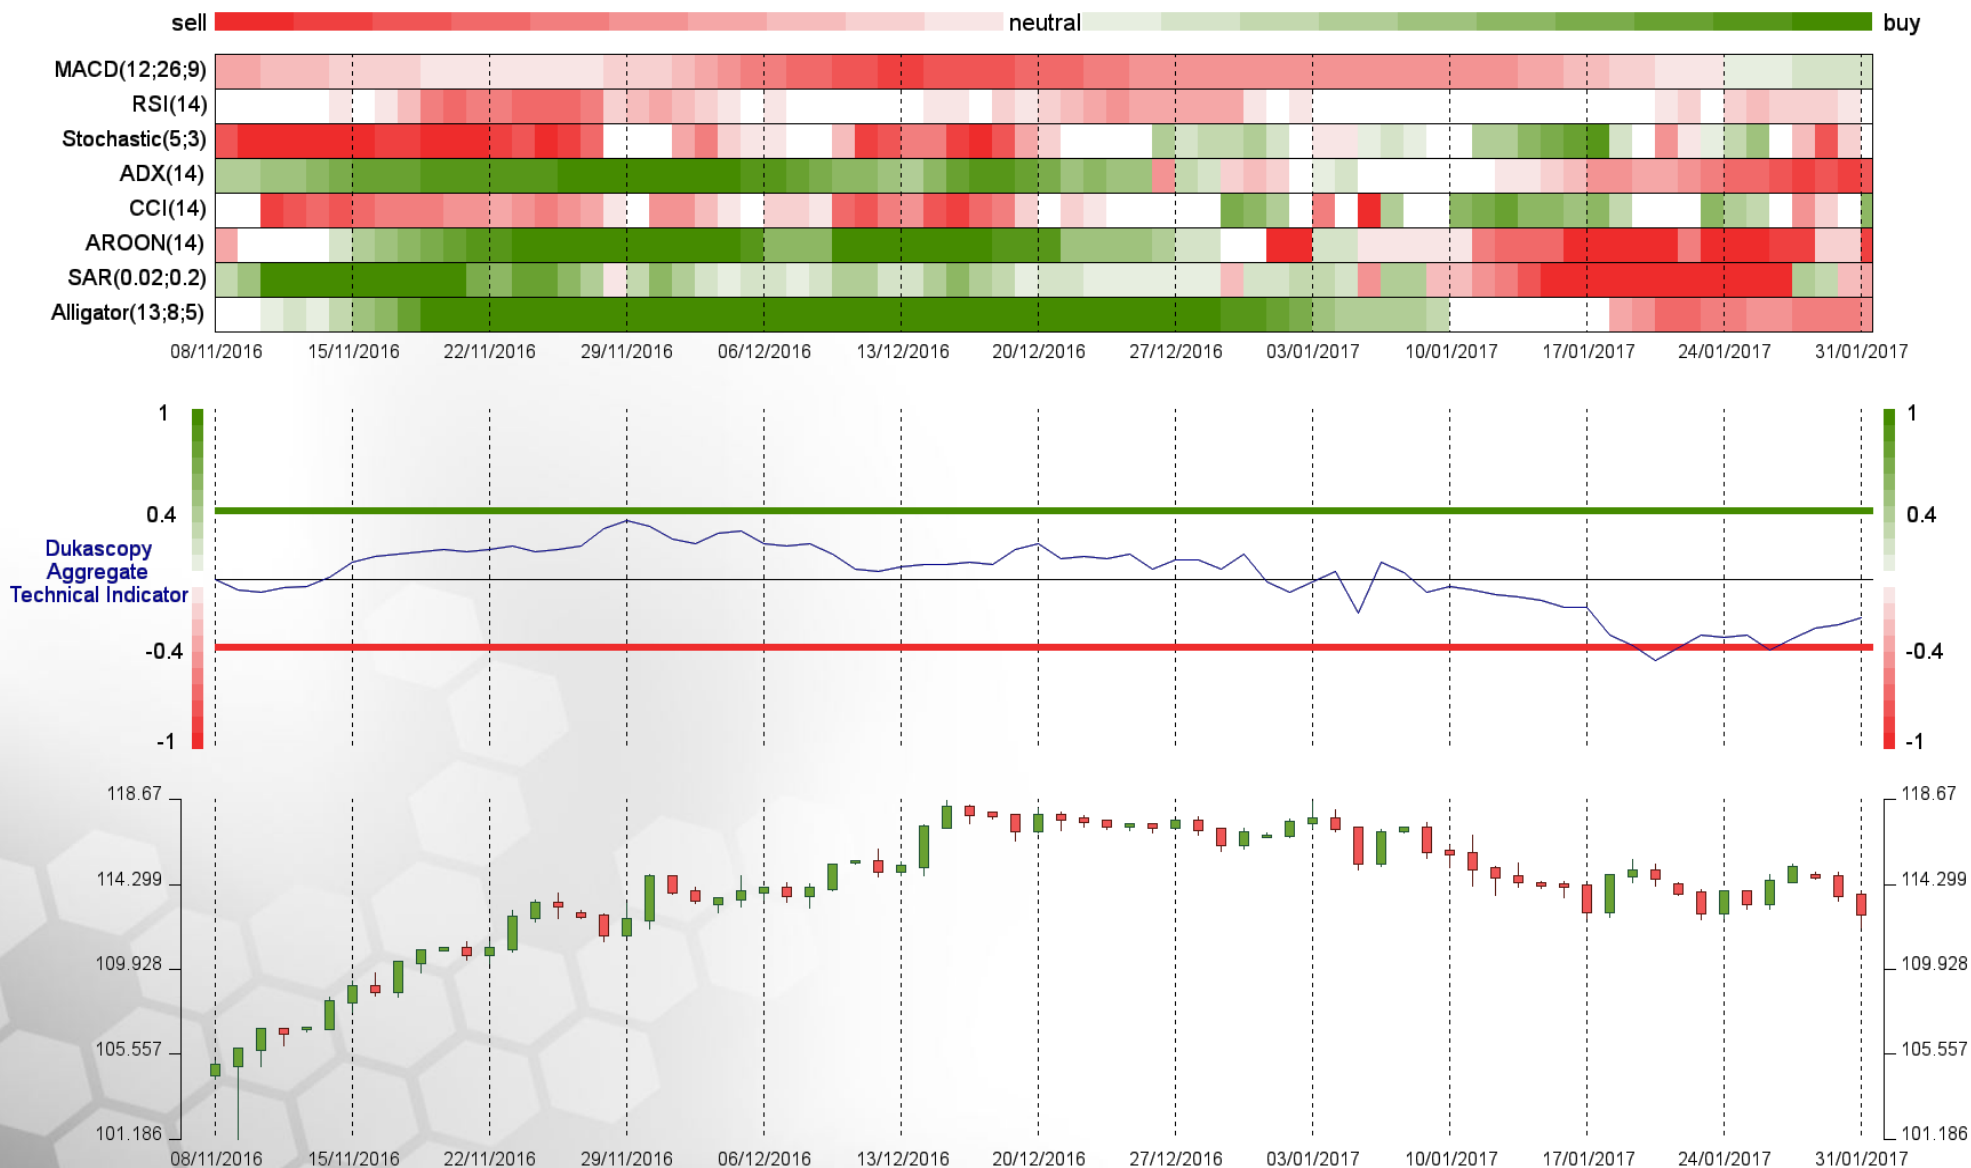 sell neutral buy
MACD(12;26;9)
RSI(14)
Stochastic(5;3)
ADX(14)
CCI(14)
AROON(14)
SAR(0.02;0.2)
Alligator(13;8;5)
08/11/2016 15/11/2016 22/11/2016 29/11/2016 06/12/2016 13/12/2016 20/12/2016 27/12/2016 03/01/2017 10/01/2017 17/01/2017 24/01/2017 31/01/2017
1 1
0.4 0.4
Dukascopy
Aggregate
Technical Indicator
-0.4 -0.4
-1 -1
118.67 118.67
114.299 114.299
109.928 109.928
105.557 105.557
101.186 101.186
08/11/2016 15/11/2016 22/11/2016 29/11/2016 06/12/2016 13/12/2016 20/12/2016 27/12/2016 03/01/2017 10/01/2017 17/01/2017 24/01/2017 31/01/2017